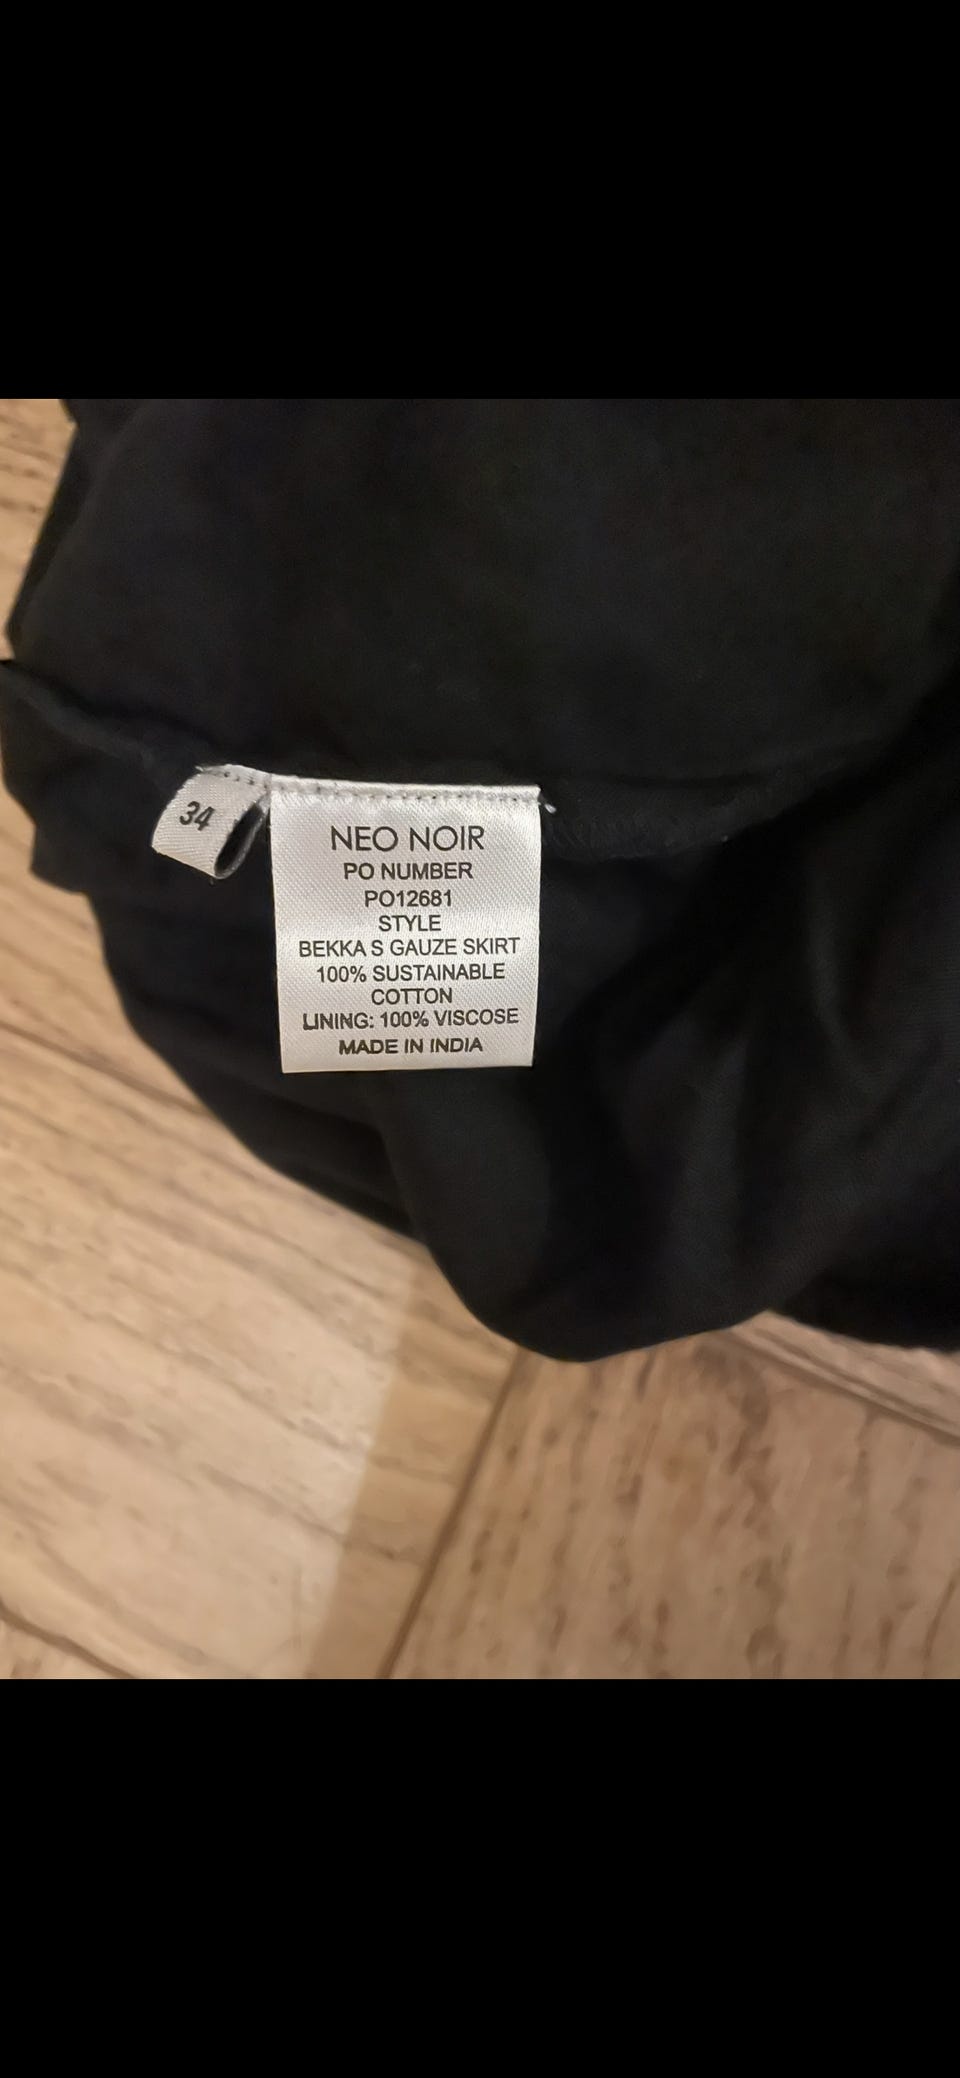 34
NEO NOIR
PO NUMBER
PO12681
STYLE
BEKKA S GAUZE SKIRT
100% SUSTAINABLE
COTTON
LINING: 100% VISCOSE
MADE IN INDIA